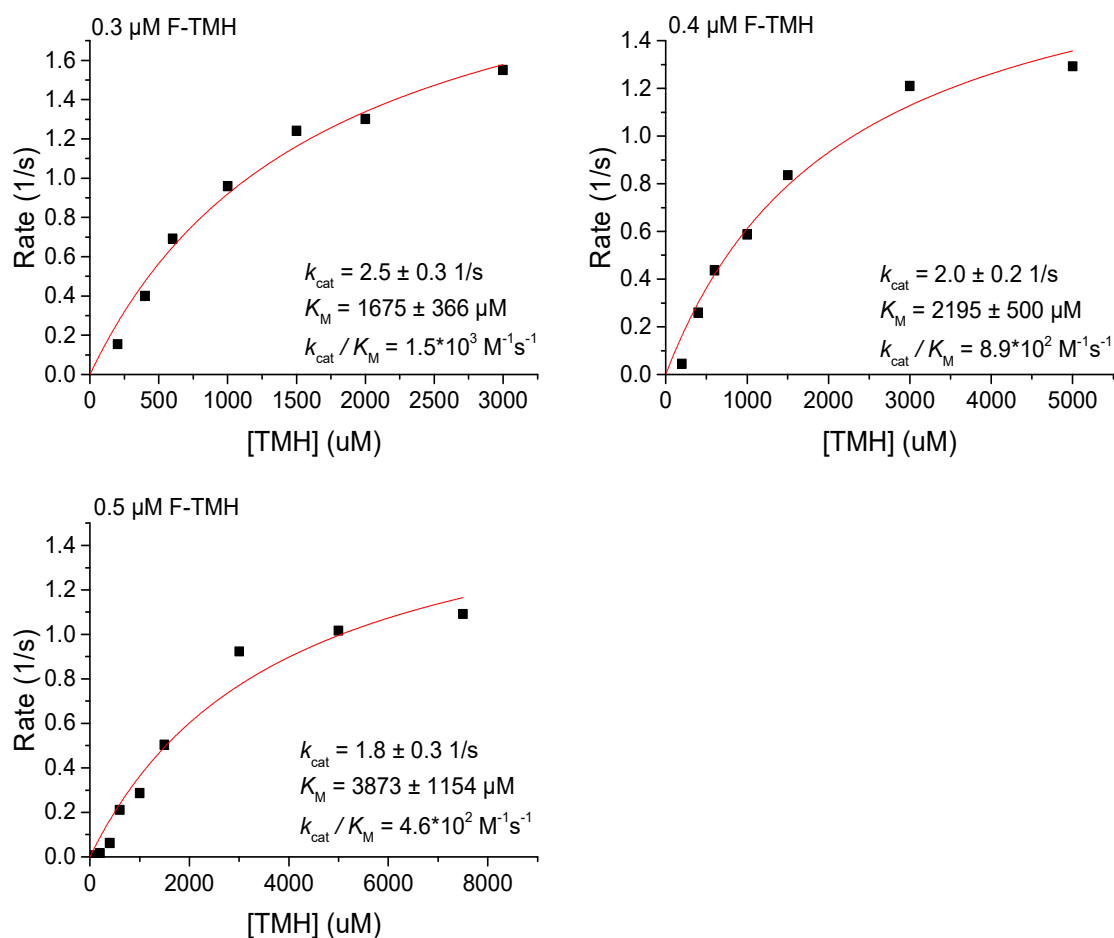 0.3 µM F-TMH
1.6
1.4
1.2
1.0
0.8
0.6
0.4
0.2
0.0
Rate (1/s)
kcat = 2.5 ± 0.3 1/s
KM = 1675 ± 366 µM
kcat / KM = 1.5*10³ M⁻¹s⁻¹
0 500 1000 1500 2000 2500 3000
[TMH] (uM)
0.4 µM F-TMH
1.4
1.2
1.0
0.8
0.6
0.4
0.2
0.0
Rate (1/s)
kcat = 2.0 ± 0.2 1/s
KM = 2195 ± 500 µM
kcat / KM = 8.9*10² M⁻¹s⁻¹
0 1000 2000 3000 4000 5000
[TMH] (uM)
0.5 µM F-TMH
1.4
1.2
1.0
0.8
0.6
0.4
0.2
0.0
Rate (1/s)
kcat = 1.8 ± 0.3 1/s
KM = 3873 ± 1154 µM
kcat / KM = 4.6*10² M⁻¹s⁻¹
0 2000 4000 6000 8000
[TMH] (uM)